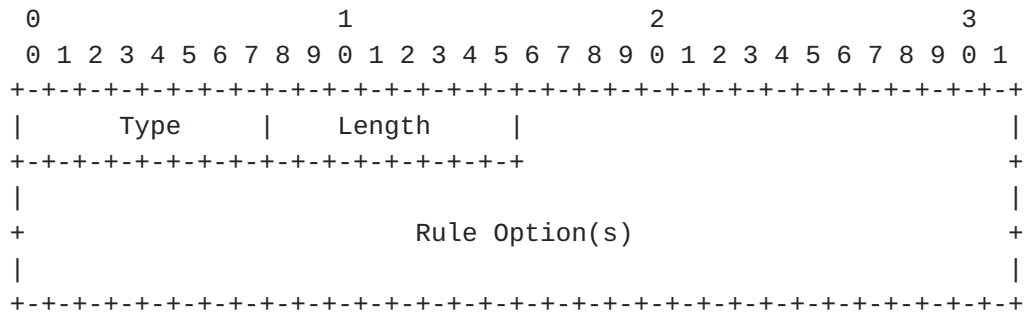 0                   1                   2                   3
 0 1 2 3 4 5 6 7 8 9 0 1 2 3 4 5 6 7 8 9 0 1 2 3 4 5 6 7 8 9 0 1
+-+-+-+-+-+-+-+-+-+-+-+-+-+-+-+-+-+-+-+-+-+-+-+-+-+-+-+-+-+-+-+-+
|      Type     |    Length     |                               |
+-+-+-+-+-+-+-+-+-+-+-+-+-+-+-+-+                               +
|                                                               |
+                         Rule Option(s)                        +
|                                                               |
+-+-+-+-+-+-+-+-+-+-+-+-+-+-+-+-+-+-+-+-+-+-+-+-+-+-+-+-+-+-+-+-+